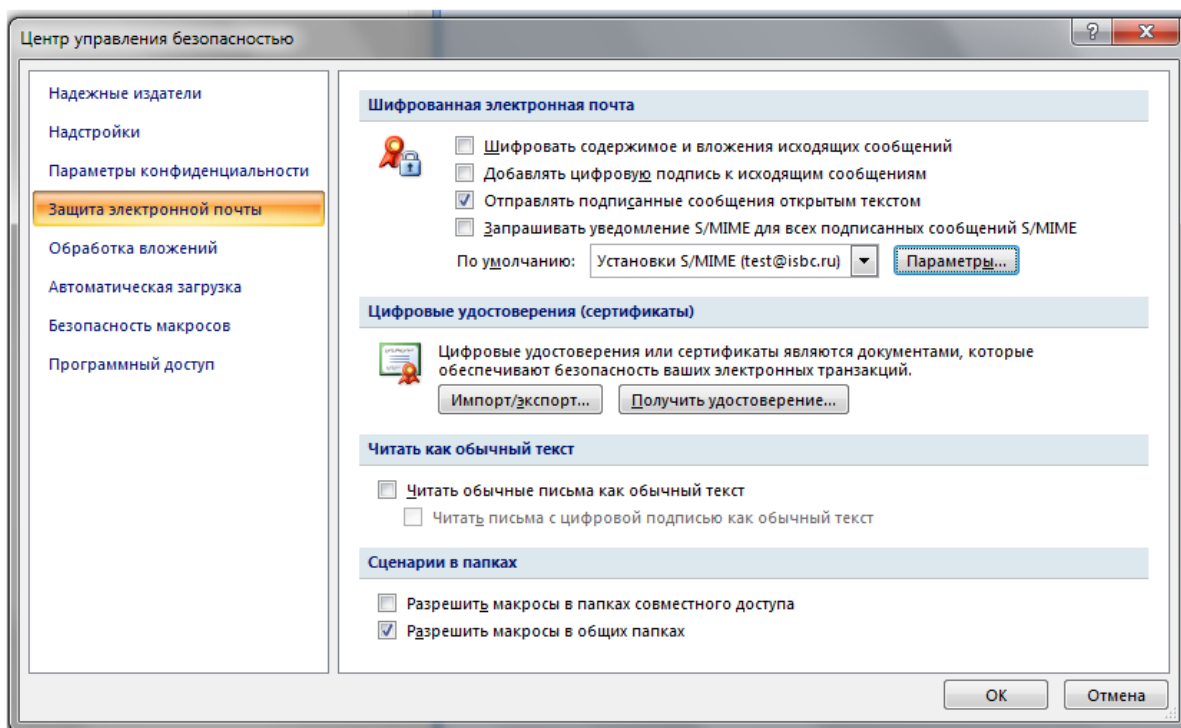 Центр управления безопасностью
Надежные издатели
Надстройки
Параметры конфиденциальности
Защита электронной почты
Обработка вложений
Автоматическая загрузка
Безопасность макросов
Программный доступ
Шифрованная электронная почта
Шифровать содержимое и вложения исходящих сообщений
Добавлять цифровую подпись к исходящим сообщениям
Отправлять подписанные сообщения открытым текстом
Запрашивать уведомление S/MIME для всех подписанных сообщений S/MIME
По умолчанию: Установки S/MIME (test@isbc.ru) Параметры...
Цифровые удостоверения (сертификаты)
Цифровые удостоверения или сертификаты являются документами, которые
обеспечивают безопасность ваших электронных транзакций.
Импорт/экспорт... Получить удостоверение...
Читать как обычный текст
Читать обычные письма как обычный текст
Читать письма с цифровой подписью как обычный текст
Сценарии в папках
Разрешить макросы в папках совместного доступа
Разрешить макросы в общих папках
ОК Отмена